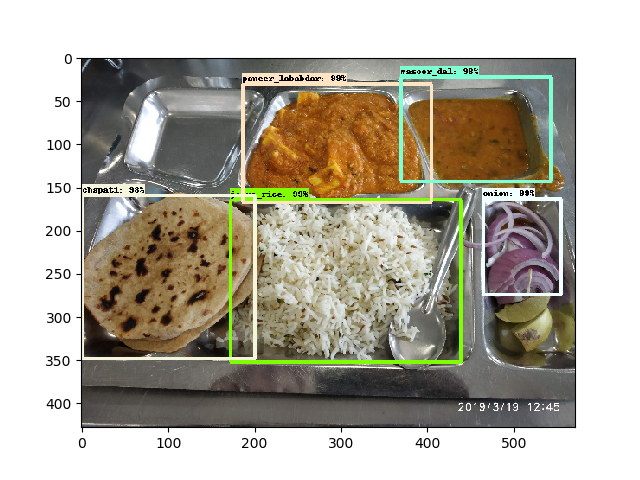 0
50
100
150
200
250
300
350
400
masoor_dal: 98%
paneer_lababdar: 99%
chapati: 98%
jeera_rice: 99%
onion: 99%
2019/3/19 12:45
0 100 200 300 400 500